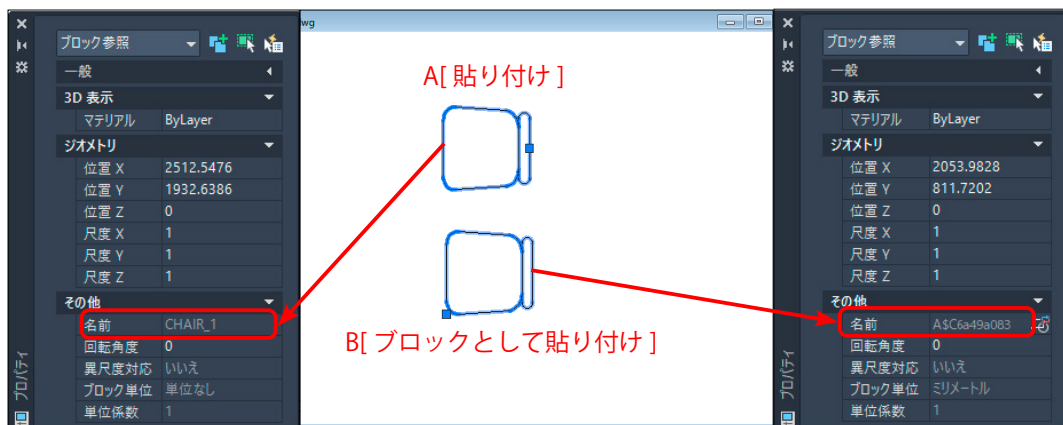 ブロック参照
一般
3D 表示
マテリアル ByLayer
ジオメトリ
位置 X 2512.5476
位置 Y 1932.6386
位置 Z 0
尺度 X 1
尺度 Y 1
尺度 Z 1
その他
名前 CHAIR_1
回転角度 0
異尺度対応 いいえ
ブロック単位 単位なし
単位係数 1
プロパティ
wg
A[ 貼り付け ]
B[ ブロックとして貼り付け ]
ブロック参照
一般
3D 表示
マテリアル ByLayer
ジオメトリ
位置 X 2053.9828
位置 Y 811.7202
位置 Z 0
尺度 X 1
尺度 Y 1
尺度 Z 1
その他
名前 A$C6a49a083
回転角度 0
異尺度対応 いいえ
ブロック単位 ミリメートル
単位係数 1
プロパティ